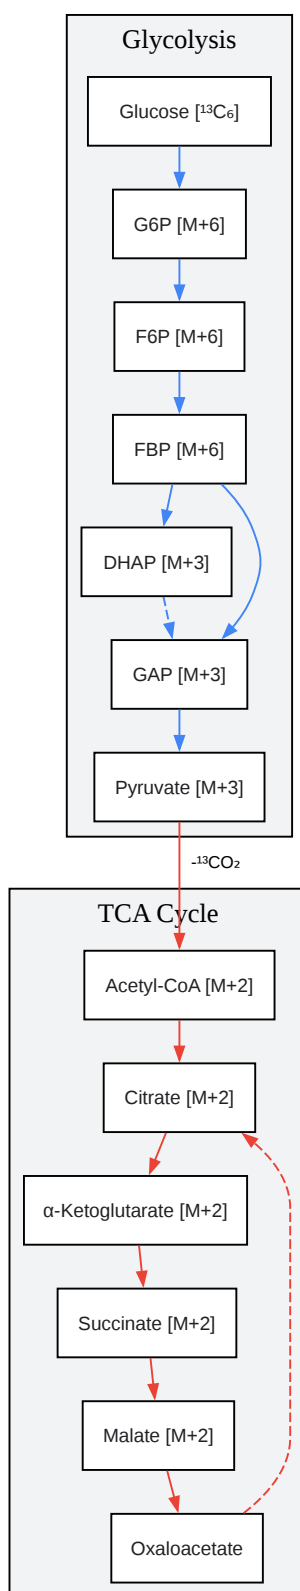 Glycolysis
Glucose [¹³C₆]
G6P [M+6]
F6P [M+6]
FBP [M+6]
DHAP [M+3]
GAP [M+3]
Pyruvate [M+3]
-¹³CO₂
TCA Cycle
Acetyl-CoA [M+2]
Citrate [M+2]
α-Ketoglutarate [M+2]
Succinate [M+2]
Malate [M+2]
Oxaloacetate